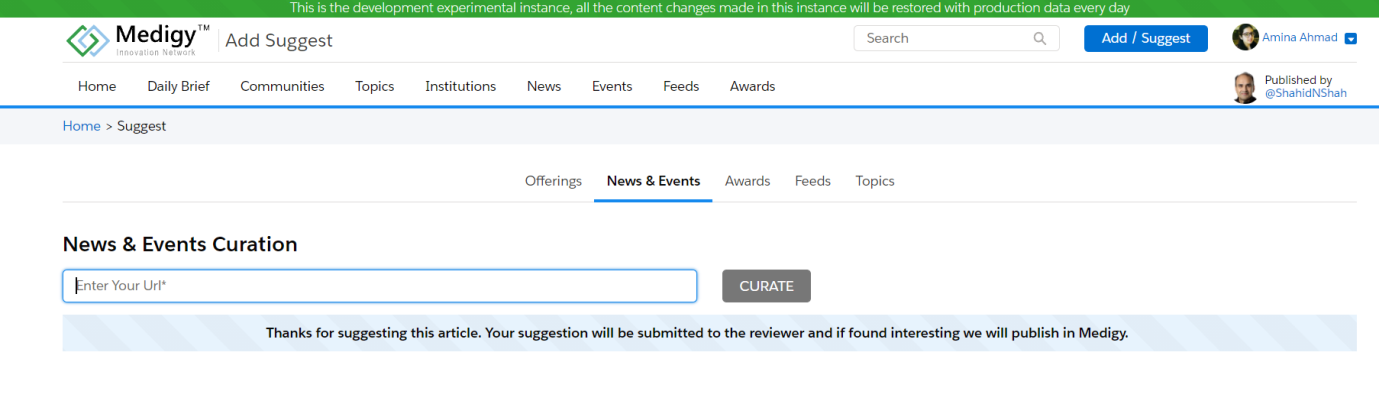 This is the development experimental instance, all the content changes made in this instance will be restored with production data every day
Medigy™
Innovation Network
Add Suggest
Search
Add / Suggest
Amina Ahmad
Home Daily Brief Communities Topics Institutions News Events Feeds Awards
Published by
@ShahidNShah
Home > Suggest
Offerings News & Events Awards Feeds Topics
News & Events Curation
Enter Your Url*
CURATE
Thanks for suggesting this article. Your suggestion will be submitted to the reviewer and if found interesting we will publish in Medigy.